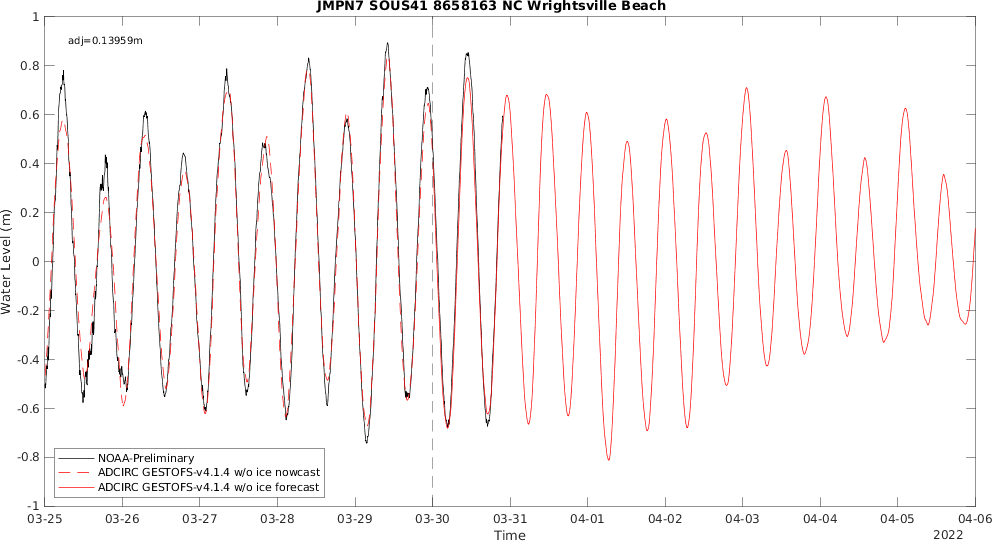 JMPN7 SOUS41 8658163 NC Wrightsville Beach
adj=0.13959m
1
0.8
0.6
0.4
0.2
0
-0.2
-0.4
-0.6
-0.8
-1
Water Level (m)
NOAA-Preliminary
ADCIRC GESTOFS-v4.1.4 w/o ice nowcast
ADCIRC GESTOFS-v4.1.4 w/o ice forecast
03-25 03-26 03-27 03-28 03-29 03-30 03-31 04-01 04-02 04-03 04-04 04-05 04-06
Time
2022